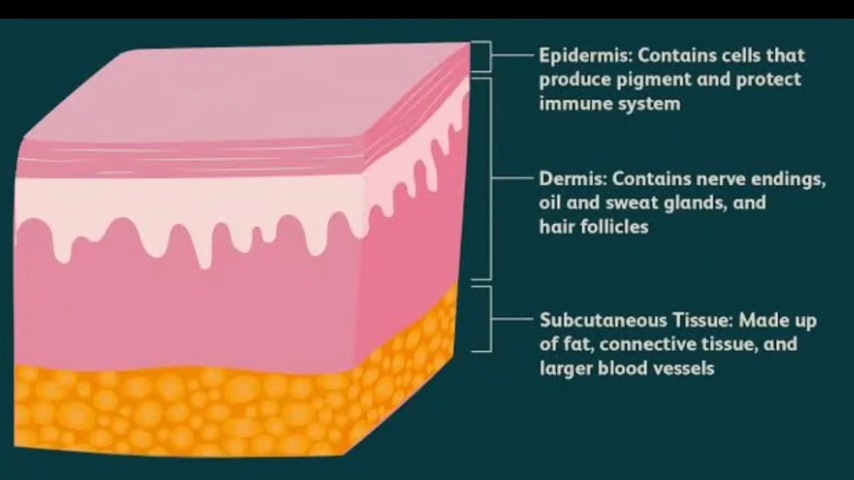 Epidermis: Contains cells that
produce pigment and protect
immune system
Dermis: Contains nerve endings,
oil and sweat glands, and
hair follicles
Subcutaneous Tissue: Made up
of fat, connective tissue, and
larger blood vessels